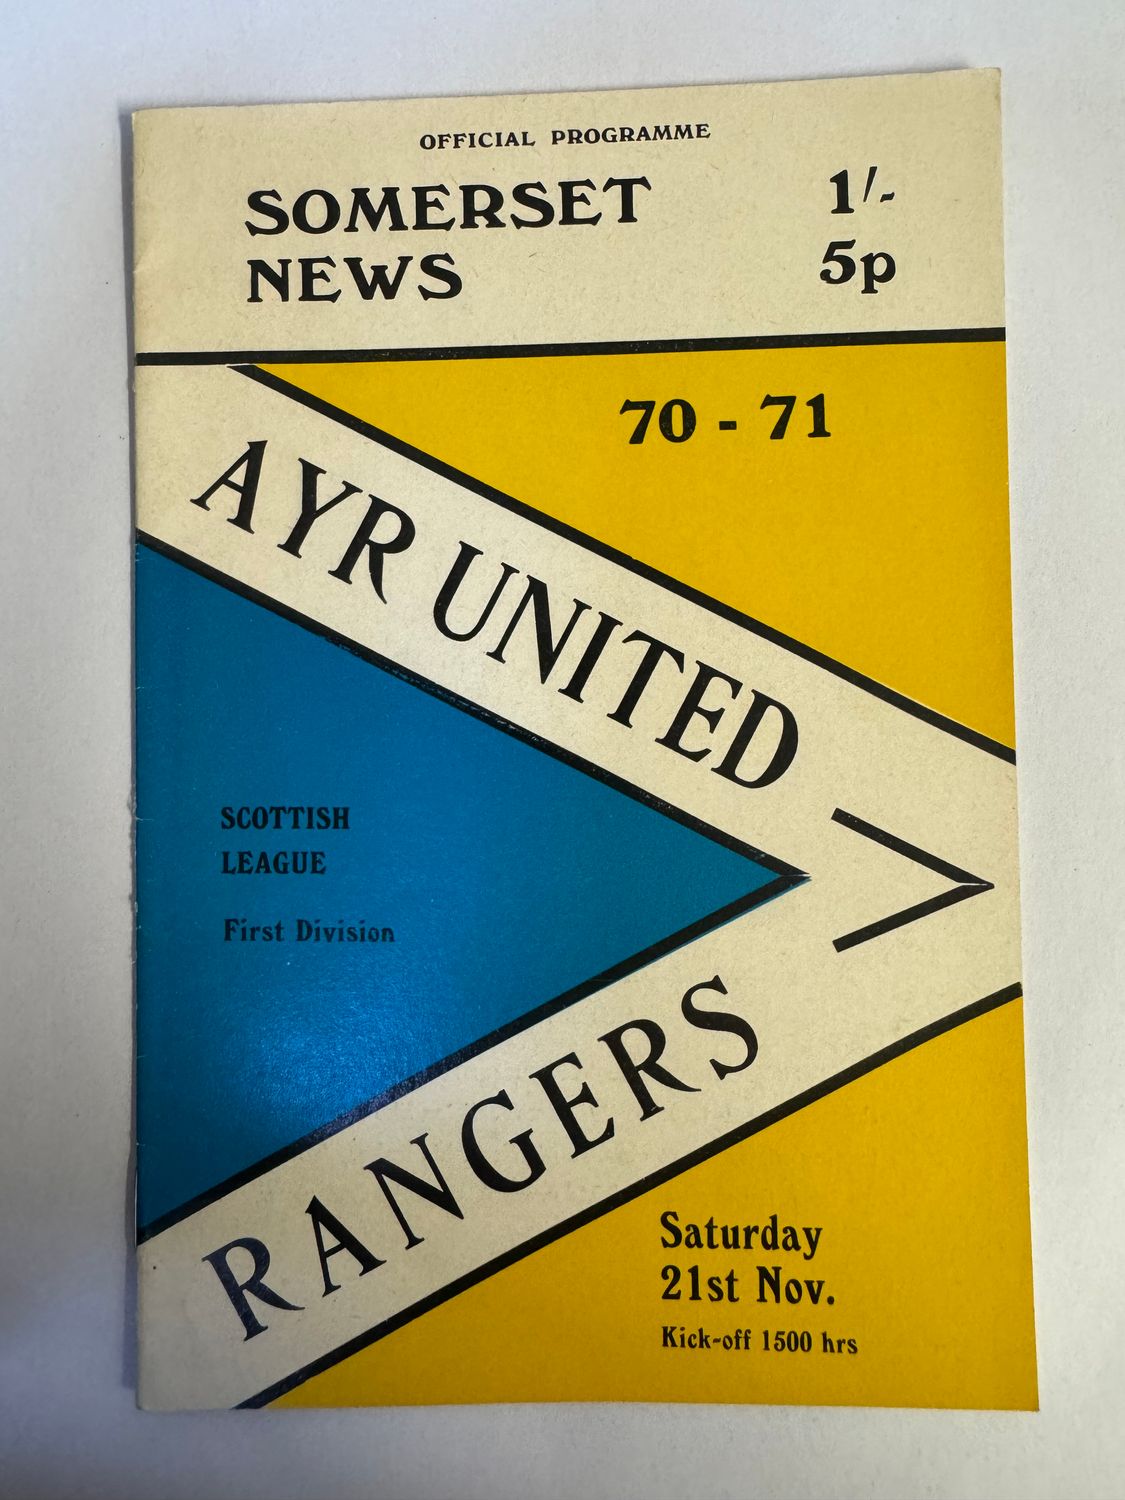 OFFICIAL PROGRAMME
SOMERSET
NEWS
1/-
5p
70 - 71
AYR UNITED
SCOTTISH
LEAGUE
First Division
RANGERS
Saturday
21st Nov.
Kick-off 1500 hrs